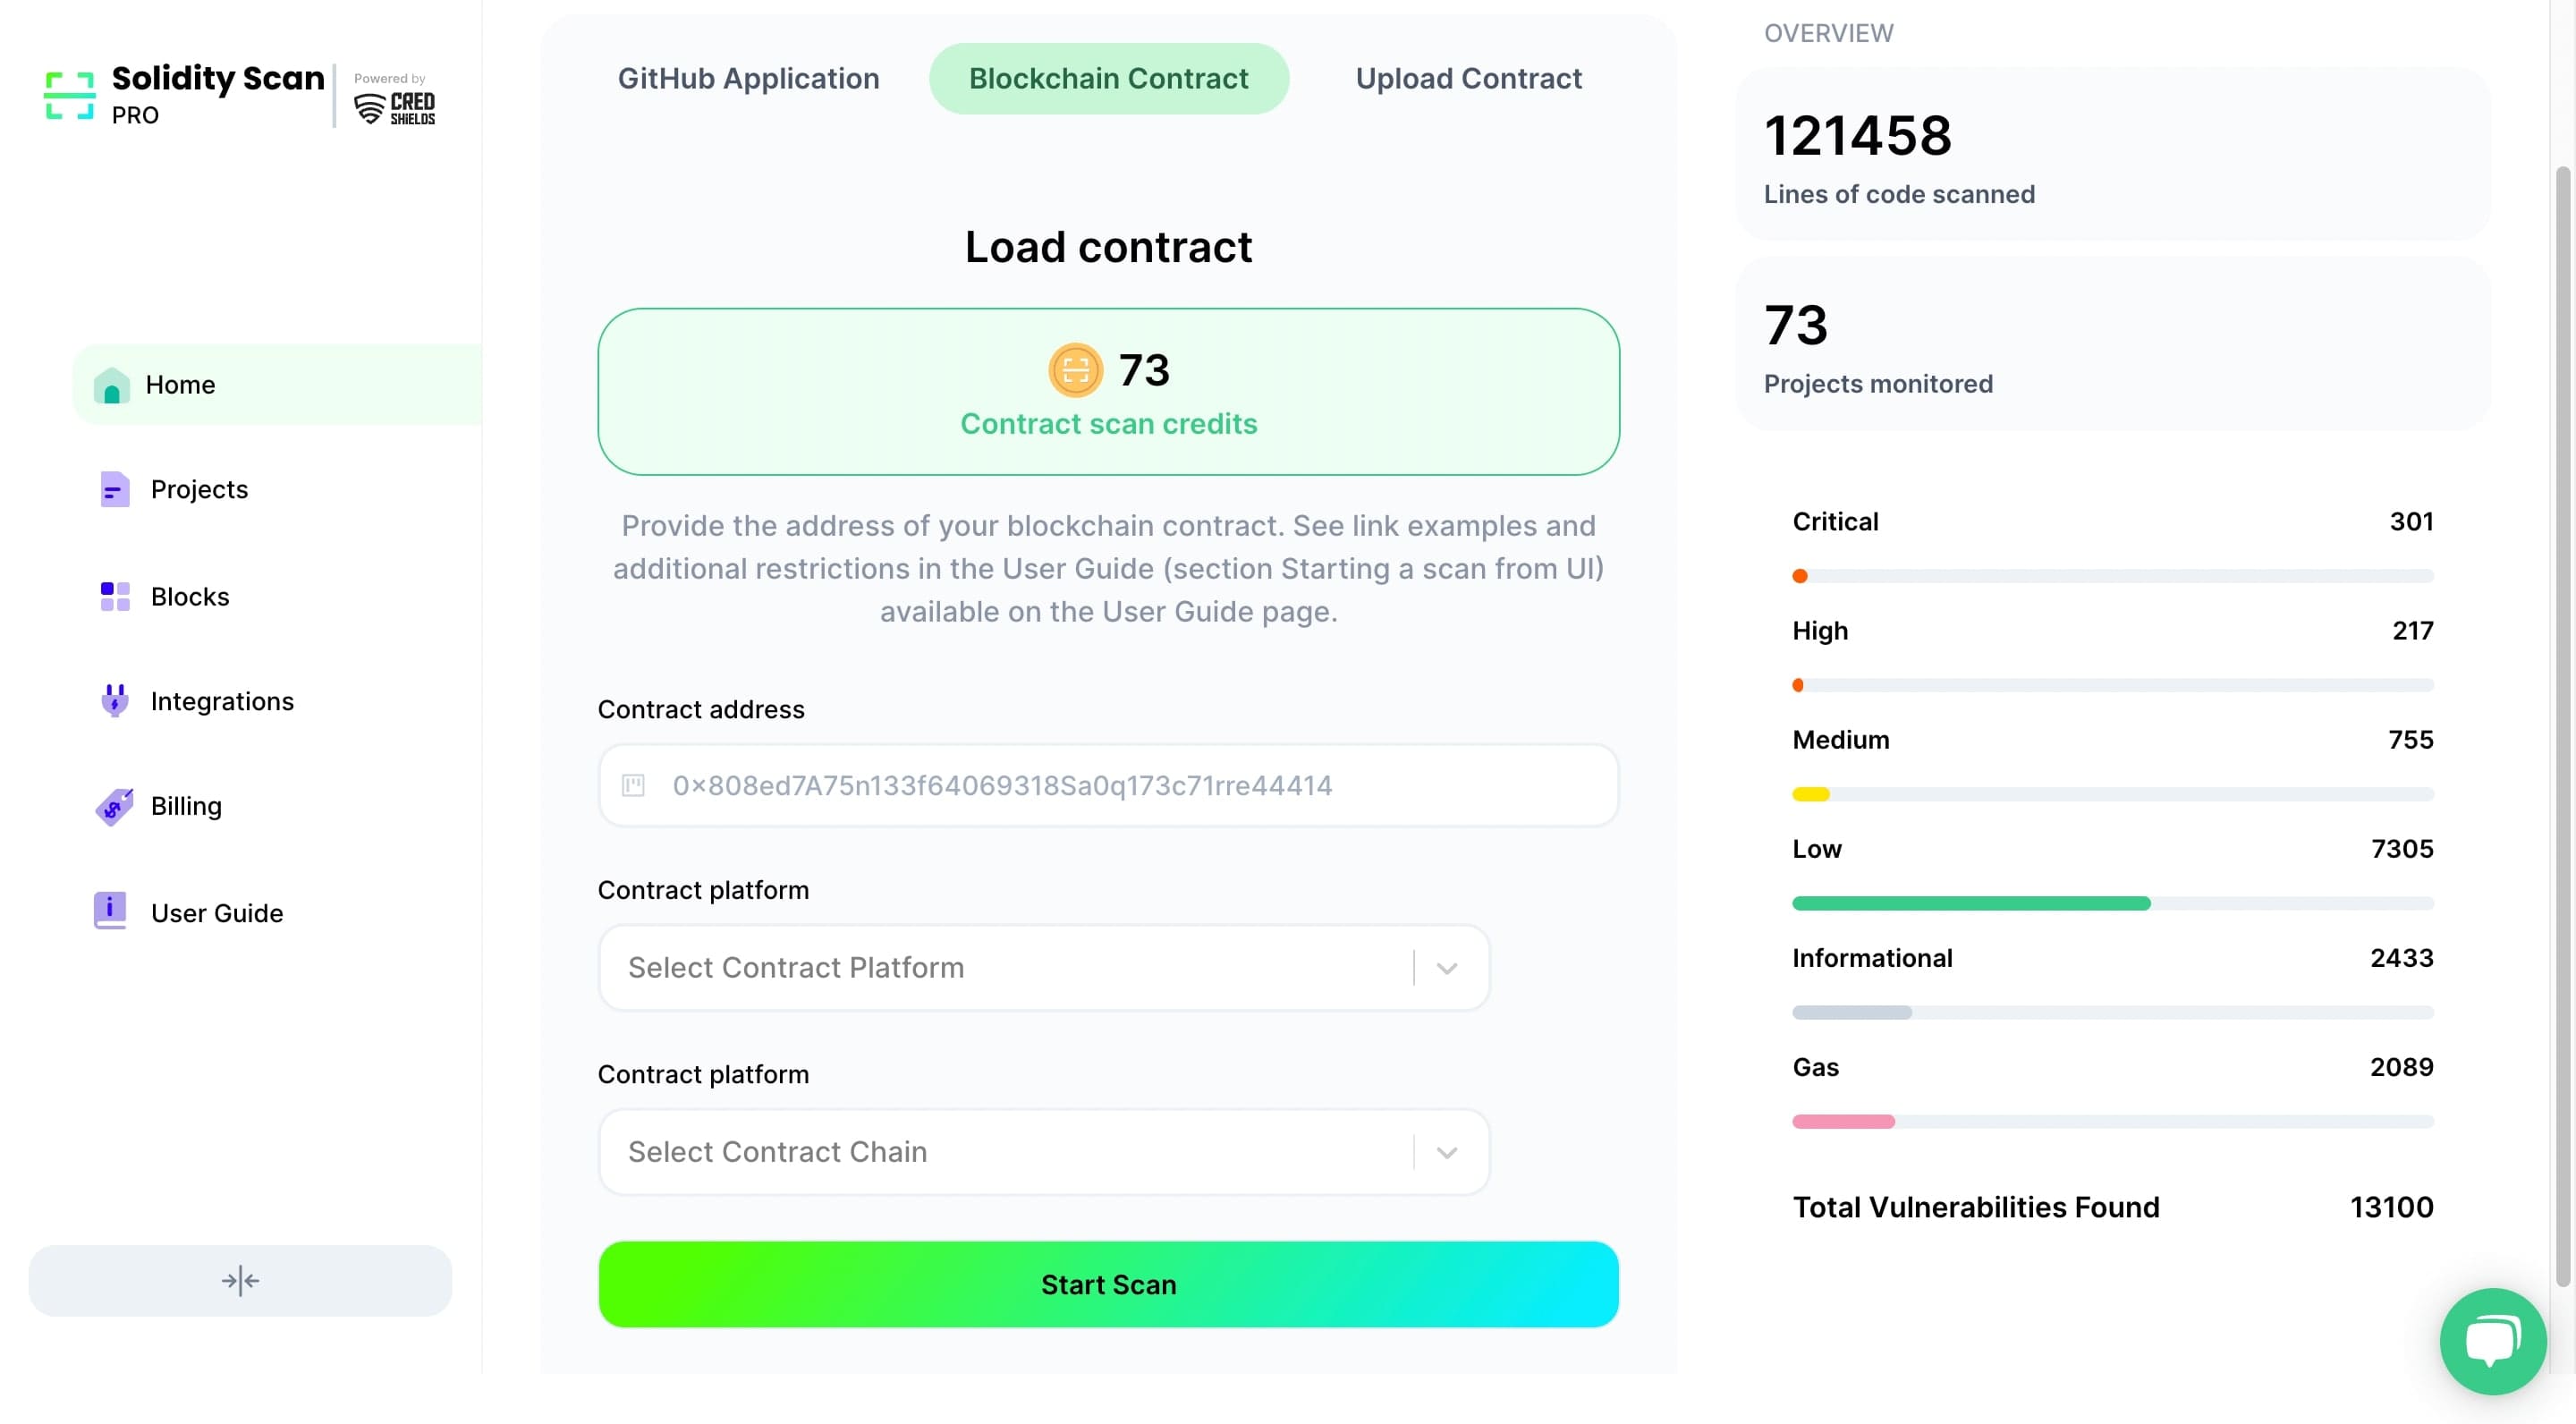 Solidity Scan
PRO
Powered by
CRED
SHIELDS
Home
Projects
Blocks
Integrations
Billing
User Guide
GitHub Application
Blockchain Contract
Upload Contract
Load contract
73
Contract scan credits
Provide the address of your blockchain contract. See link examples and
additional restrictions in the User Guide (section Starting a scan from UI)
available on the User Guide page.
Contract address
0×808ed7A75n133f64069318Sa0q173c71rre44414
Contract platform
Select Contract Platform
Contract platform
Select Contract Chain
Start Scan
OVERVIEW
121458
Lines of code scanned
73
Projects monitored
Critical 301
High 217
Medium 755
Low 7305
Informational 2433
Gas 2089
Total Vulnerabilities Found 13100